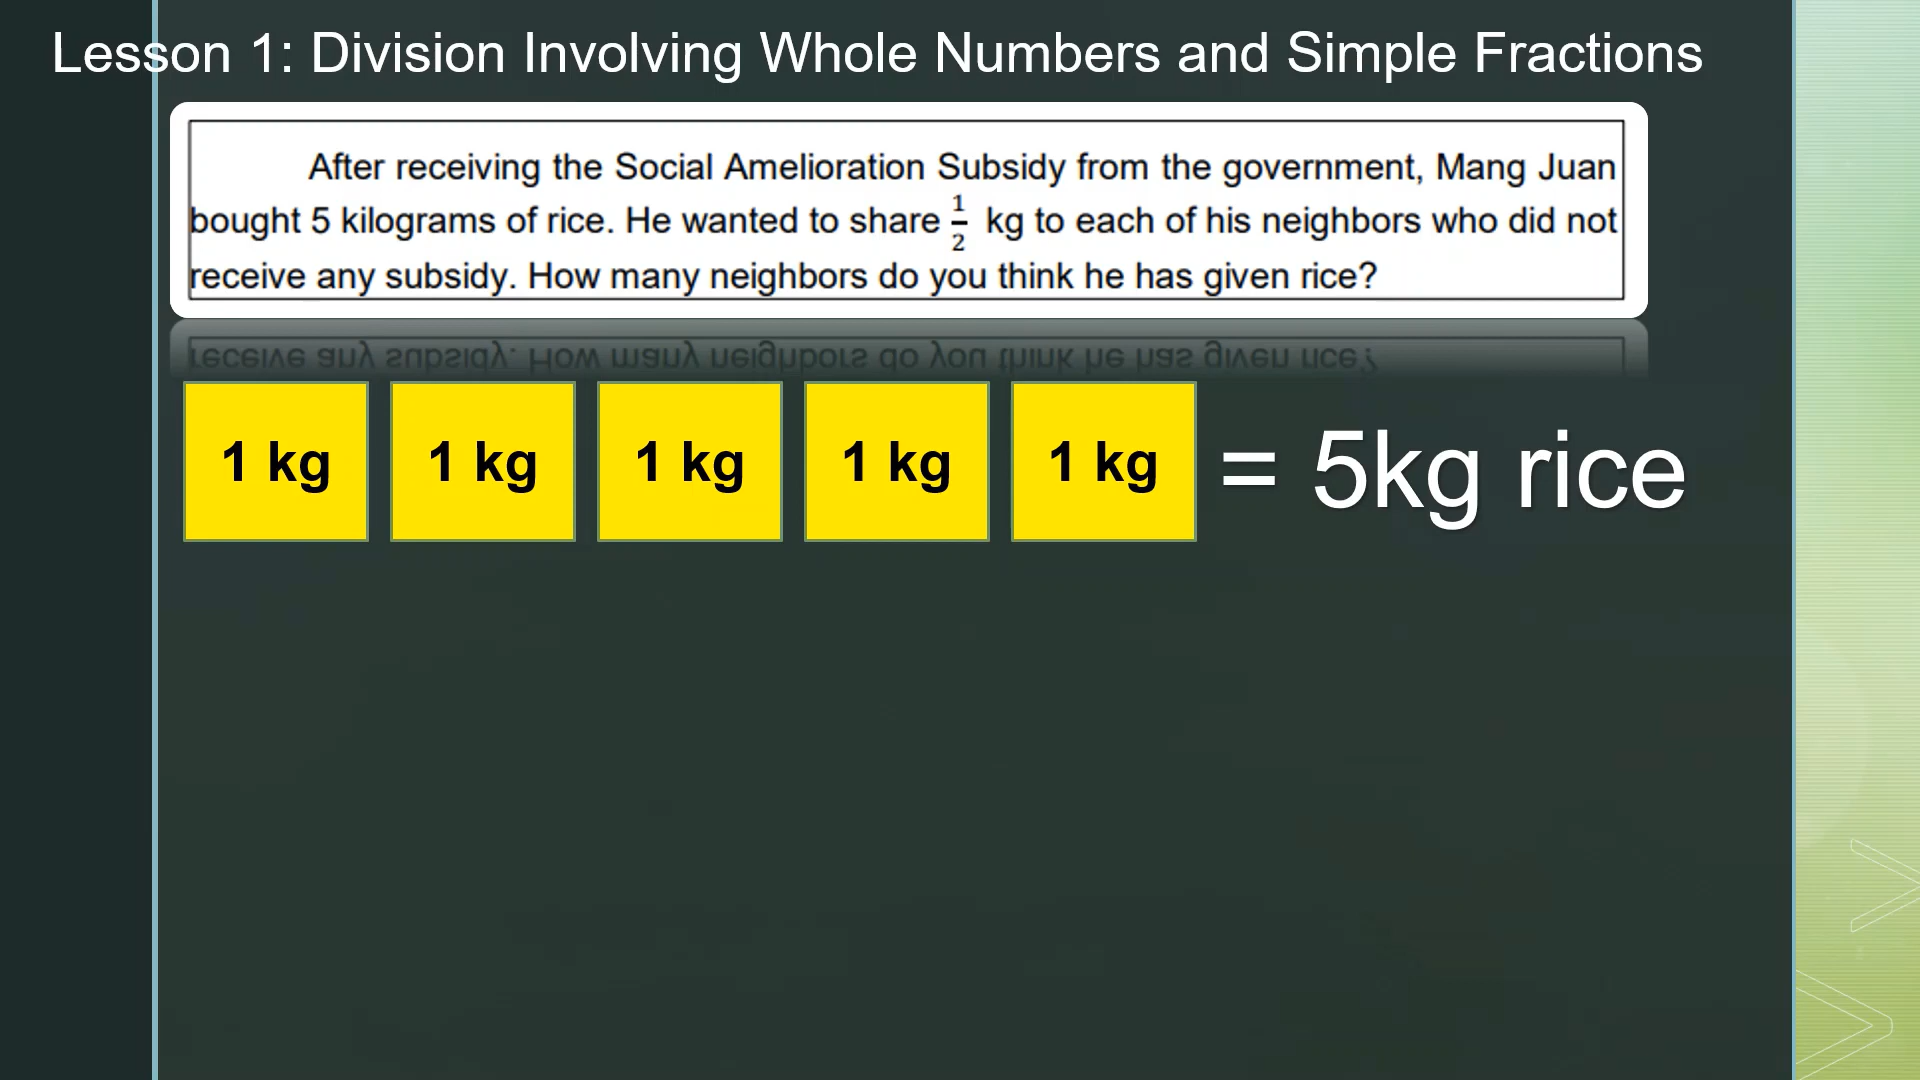 Lesson 1: Division Involving Whole Numbers and Simple Fractions
After receiving the Social Amelioration Subsidy from the government, Mang Juan
bought 5 kilograms of rice. He wanted to share 1/2 kg to each of his neighbors who did not
receive any subsidy. How many neighbors do you think he has given rice?
1 kg 1 kg 1 kg 1 kg 1 kg = 5kg rice